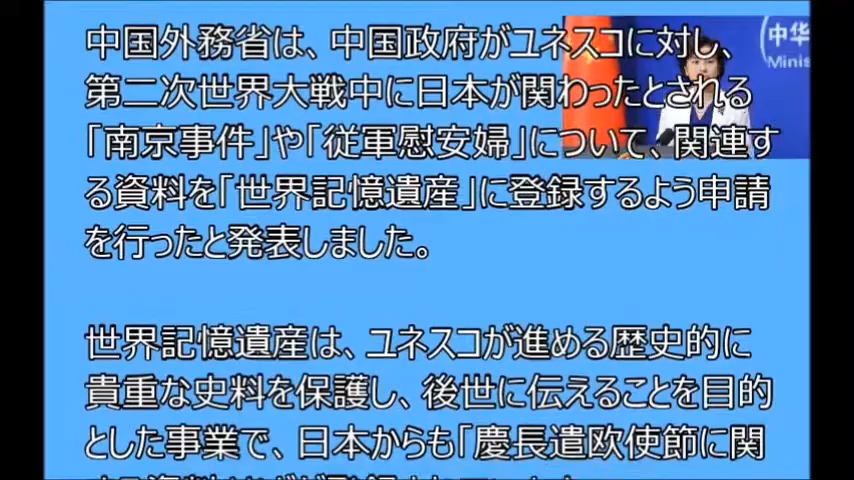 中国外務省は、中国政府がユネスコに対し、
第二次世界大戦中に日本が関わったとされる
「南京事件」や「従軍慰安婦」について、関連す
る資料を「世界記憶遺産」に登録するよう申請
を行ったと発表しました。
世界記憶遺産は、ユネスコが進める歴史的に
貴重な史料を保護し、後世に伝えることを目的
とした事業で、日本からも「慶長遣欧使節に関
中华
Minis